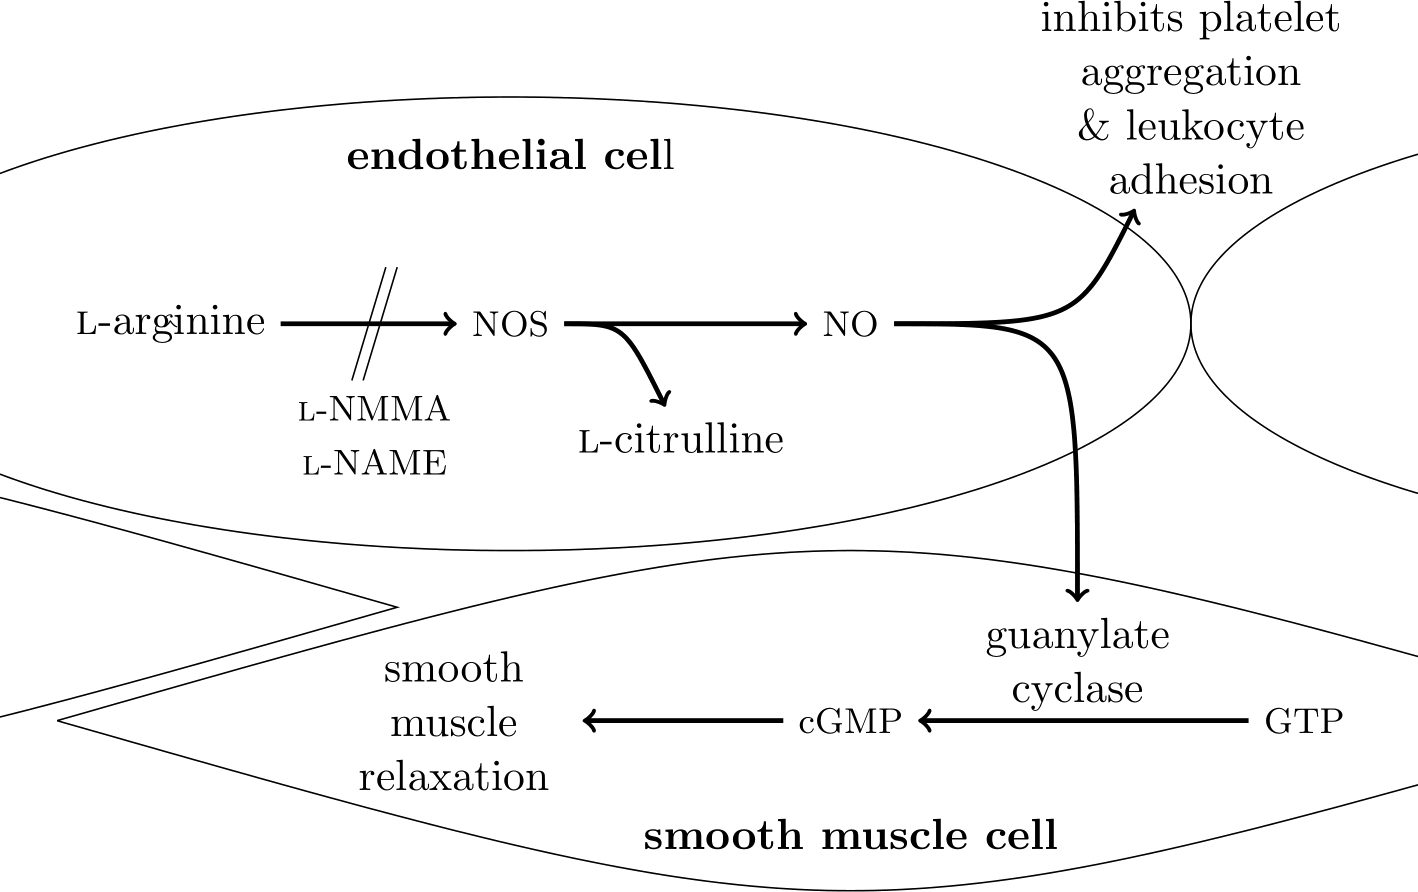 inhibits platelet
aggregation
& leukocyte
adhesion
endothelial cell
L-arginine
NOS
NO
L-NMMA
L-NAME
L-citrulline
guanylate
cyclase
smooth
muscle
relaxation
cGMP
GTP
smooth muscle cell